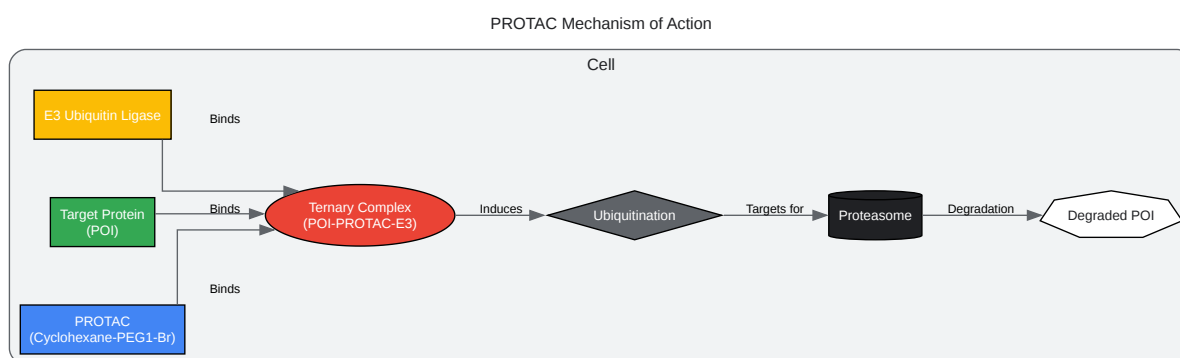 PROTAC Mechanism of Action
Cell
E3 Ubiquitin Ligase
Binds
Target Protein
(POI)
Binds
Ternary Complex
(POI-PROTAC-E3)
Induces
Ubiquitination
Targets for
Proteasome
Degradation
Degraded POI
Binds
PROTAC
(Cyclohexane-PEG1-Br)